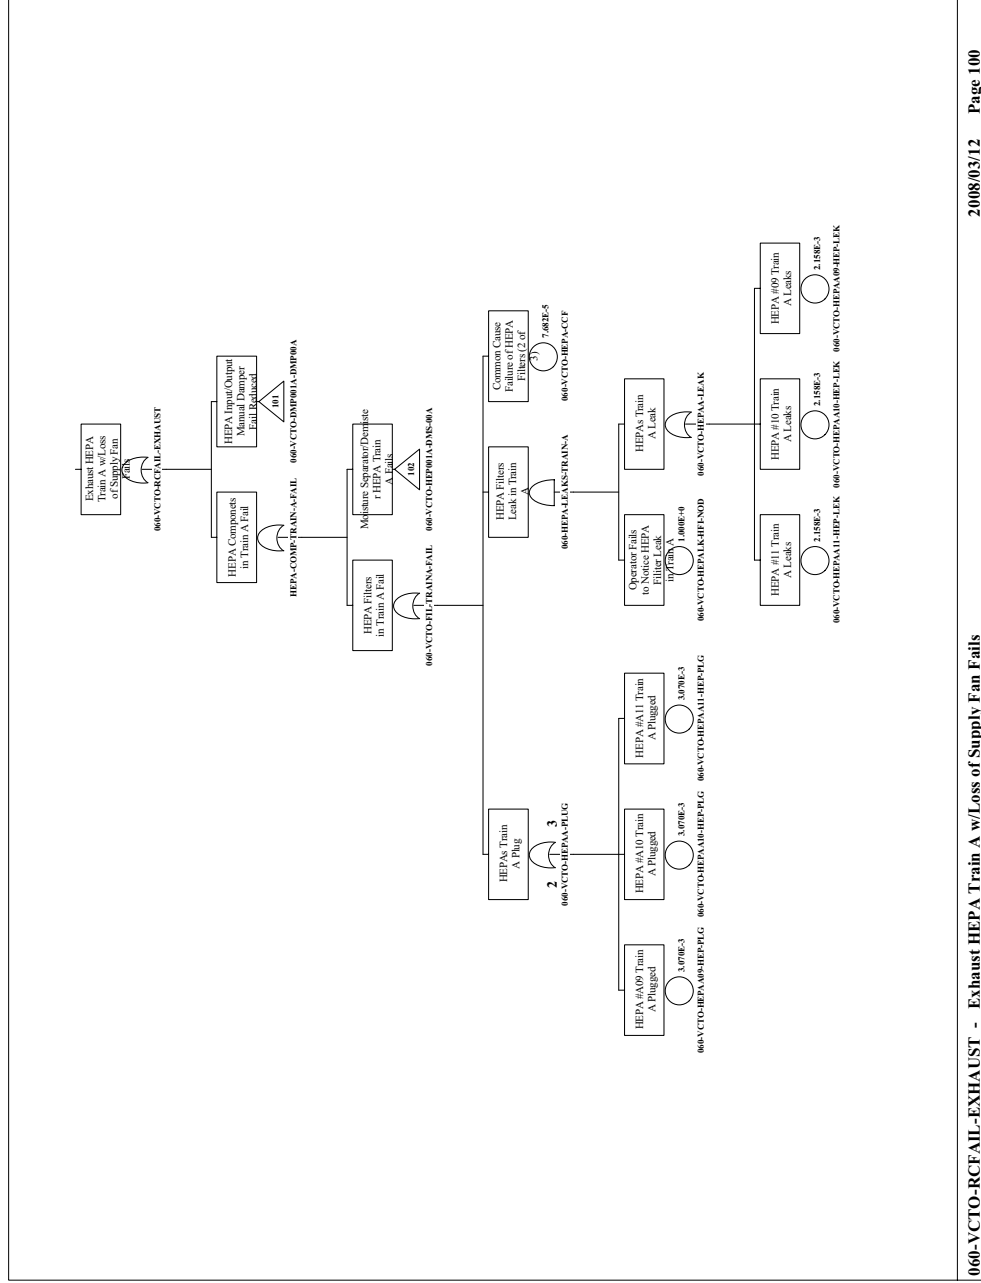 Exhaust HEPA
Train A w/Loss
of Supply Fan
Fails
060-VCTO-RCFAIL-EXHAUST
HEPA Componets
in Train A Fail
HEPA-COMP-TRAIN-A-FAIL
HEPA Input/Output
Manual Damper
Fail Reduced
101
060-VCTO-DMP001A-DMP00A
HEPA Filters
in Train A Fail
060-VCTO-FIL-TRAINA-FAIL
Moisture Separator/Demiste
r HEPA Train
A Fails
102
060-VCTO-HEP001A-DMS-00A
HEPAs Train
A Plug
2 3
060-VCTO-HEPAA-PLUG
HEPA Filters
Leak in Train
A
060-HEPA-LEAKS-TRAIN-A
Common Cause
Failure of HEPA
Filters (2 of
3)
7.682E-5
060-VCTO-HEPA-CCF
HEPA #A09 Train
A Plugged
3.070E-3
060-VCTO-HEPAA09-HEP-PLG
HEPA #A10 Train
A Plugged
3.070E-3
060-VCTO-HEPAA10-HEP-PLG
HEPA #A11 Train
A Plugged
3.070E-3
060-VCTO-HEPAA11-HEP-PLG
Operator Fails
to Notice HEPA
Filiter Leak
in Train A
1.000E+0
060-VCTO-HEPALK-HFI-NOD
HEPAs Train
A Leak
060-VCTO-HEPAA-LEAK
HEPA #11 Train
A Leaks
2.158E-3
060-VCTO-HEPAA11-HEP-LEK
HEPA #10 Train
A Leaks
2.158E-3
060-VCTO-HEPAA10-HEP-LEK
HEPA #09 Train
A Leaks
2.158E-3
060-VCTO-HEPAA09-HEP-LEK
060-VCTO-RCFAIL-EXHAUST - Exhaust HEPA Train A w/Loss of Supply Fan Fails 2008/03/12 Page 100